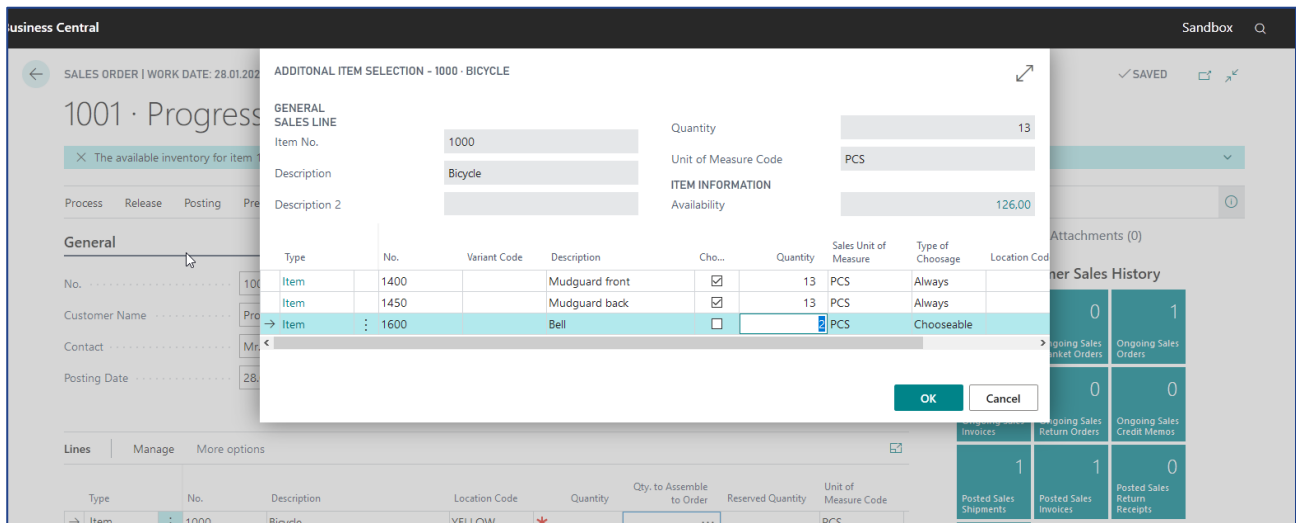 usiness Central
Sandbox
SALES ORDER | WORK DATE: 28.01.202
SAVED
1001 · Progress
The available inventory for item 1
Process Release Posting Pre
General
No. 100
Customer Name Pro
Contact Mr.
Posting Date 28.
ADDITONAL ITEM SELECTION - 1000 · BICYCLE
GENERAL
SALES LINE
Item No. 1000
Description Bicycle
Description 2
Quantity 13
Unit of Measure Code PCS
ITEM INFORMATION
Availability 126,00
Type No. Variant Code Description Cho... Quantity Sales Unit of Measure Type of Choosage Location Cod
Item 1400 Mudguard front 13 PCS Always
Item 1450 Mudguard back 13 PCS Always
Item 1600 Bell 2 PCS Chooseable
OK Cancel
Attachments (0)
ner Sales History
0 1
ngoing Sales
nket Orders
Ongoing Sales
Orders
0 0
Ongoing Sales
Invoices
Ongoing Sales
Return Orders
Ongoing Sales
Credit Memos
1 1 0
Posted Sales
Shipments
Posted Sales
Invoices
Posted Sales
Return
Receipts
Lines Manage More options
Type No. Description Location Code Quantity Qty. to Assemble to Order Reserved Quantity Unit of Measure Code
Item 1000 Bicycle YELLOW * PCS